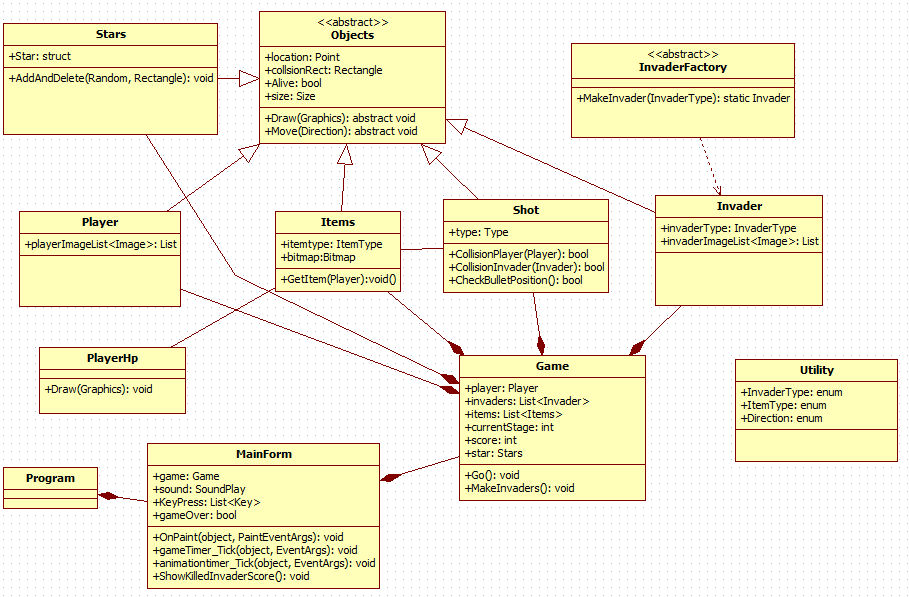 Stars
+Star: struct
+AddAndDelete(Random, Rectangle): void
<<abstract>>
Objects
+location: Point
+collsionRect: Rectangle
+Alive: bool
+size: Size
+Draw(Graphics): abstract void
+Move(Direction): abstract void
<<abstract>>
InvaderFactory
+MakeInvader(InvaderType): static Invader
Player
+playerImageList<Image>: List
Items
+itemtype: ItemType
+bitmap:Bitmap
+GetItem(Player):void()
Shot
+type: Type
+CollisionPlayer(Player): bool
+CollisionInvader(Invader): bool
+CheckBulletPosition(): bool
Invader
+invaderType: InvaderType
+invaderImageList<Image>: List
PlayerHp
+Draw(Graphics): void
Game
+player: Player
+invaders: List<Invader>
+items: List<Items>
+currentStage: int
+score: int
+star: Stars
+Go(): void
+MakeInvaders(): void
Utility
+InvaderType: enum
+ItemType: enum
+Direction: enum
MainForm
+game: Game
+sound: SoundPlay
+KeyPress: List<Key>
+gameOver: bool
+OnPaint(object, PaintEventArgs): void
+gameTimer_Tick(object, EventArgs): void
+animationtimer_Tick(object, EventArgs): void
+ShowKilledInvaderScore(): void
Program